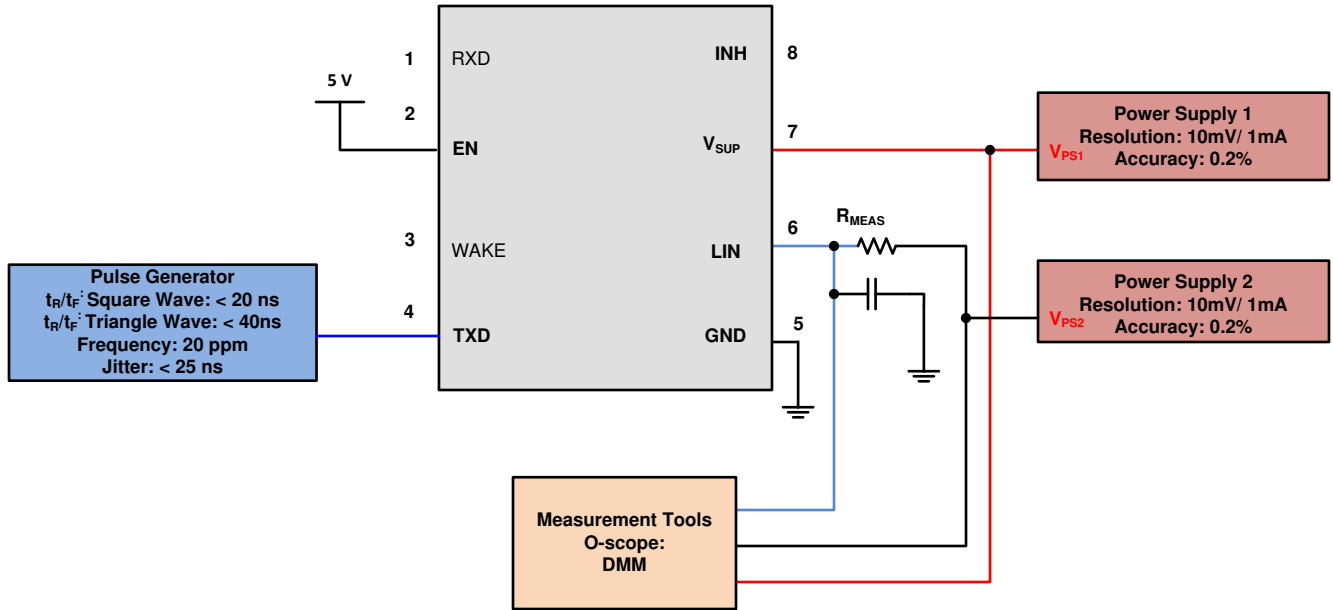 1
RXD
INH
8
5 V
2
EN
7
VSUP
Power Supply 1
Resolution: 10mV/ 1mA
VPS1
Accuracy: 0.2%
RMEAS
3
WAKE
6
LIN
Pulse Generator
tR/tF: Square Wave: < 20 ns
tR/tF: Triangle Wave: < 40ns
Frequency: 20 ppm
Jitter: < 25 ns
4
TXD
5
GND
Power Supply 2
Resolution: 10mV/ 1mA
VPS2
Accuracy: 0.2%
Measurement Tools
O-scope:
DMM